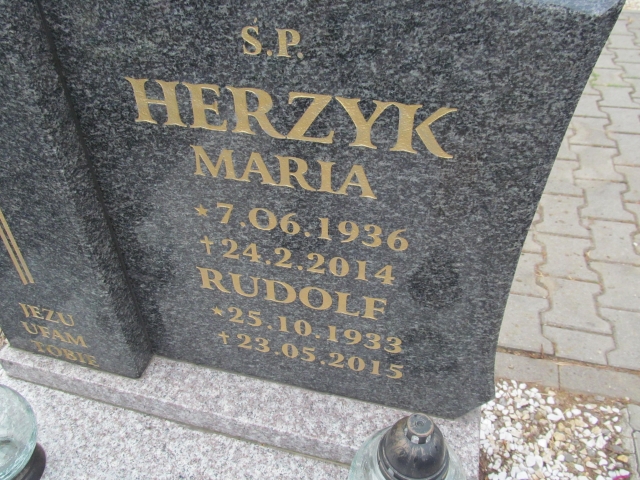 S.P.
HERZYK
MARIA
★7.06.1936
†24.2.2014
RUDOLF
★25.10.1933
†23.05.2015
JEZU
UFAM
TOBIE